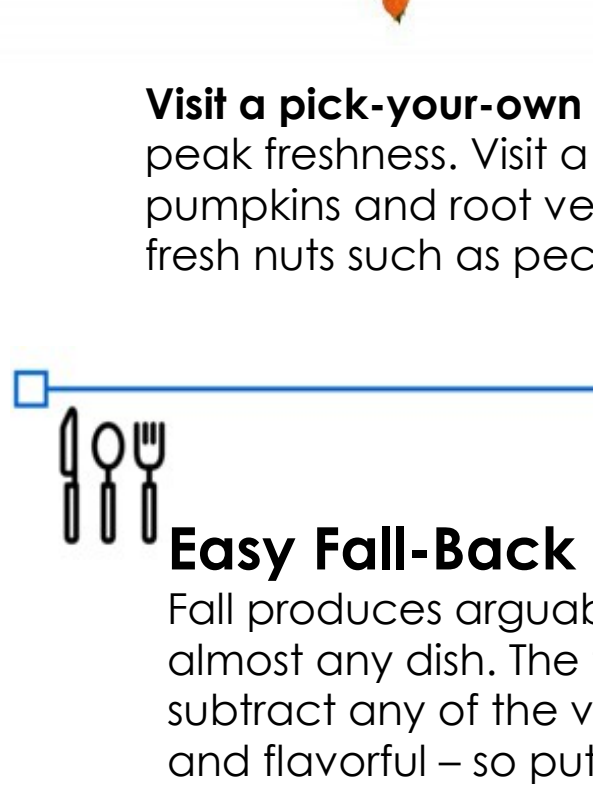 Visit a pick-your-own
peak freshness. Visit a
pumpkins and root ve
fresh nuts such as pec
Easy Fall-Back
Fall produces arguab
almost any dish. The
subtract any of the v
and flavorful – so put